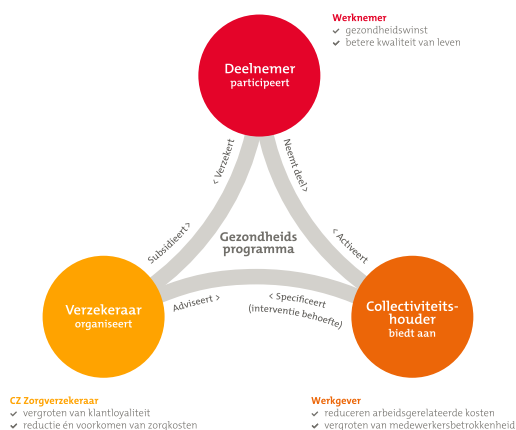 Werknemer
✓ gezondheidswinst
✓ betere kwaliteit van leven
Deelnemer
participeert
< Verzekert
Neemt deel >
Subsidieert >
< Activeert
Gezondheids
programma
Adviseert >
< Specificeert
(interventie behoefte)
Verzekeraar
organiseert
Collectiviteits-
houder
biedt aan
CZ Zorgverzekeraar
✓ vergroten van klantloyaliteit
✓ reductie én voorkomen van zorgkosten
Werkgever
✓ reduceren arbeidsgerelateerde kosten
✓ vergroten van medewerkersbetrokkenheid